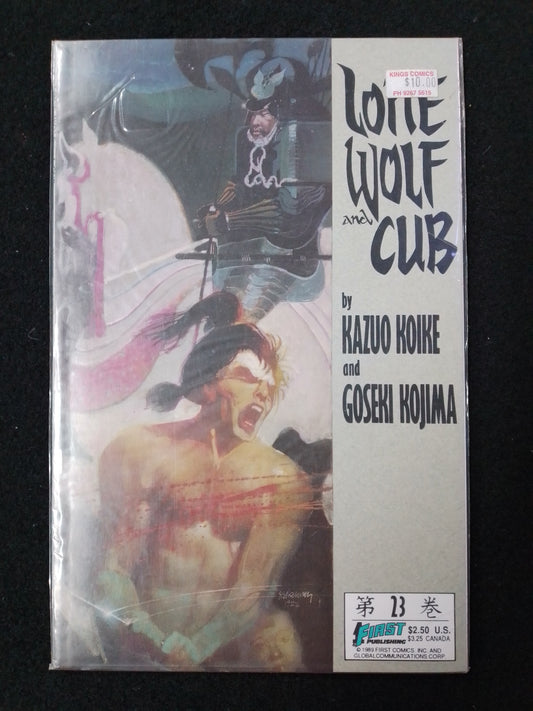 KINGS COMICS
$10.00
PH 9267 5615
LONE
WOLF
and
CUB
by
KAZUO KOIKE
and
GOSEKI KOJIMA
第 23 巻
FIRST
PUBLISHING
$2.50 U.S.
$3.25 CANADA
© 1989 FIRST COMICS, INC. AND
GLOBALCOMMUNICATIONS CORP.